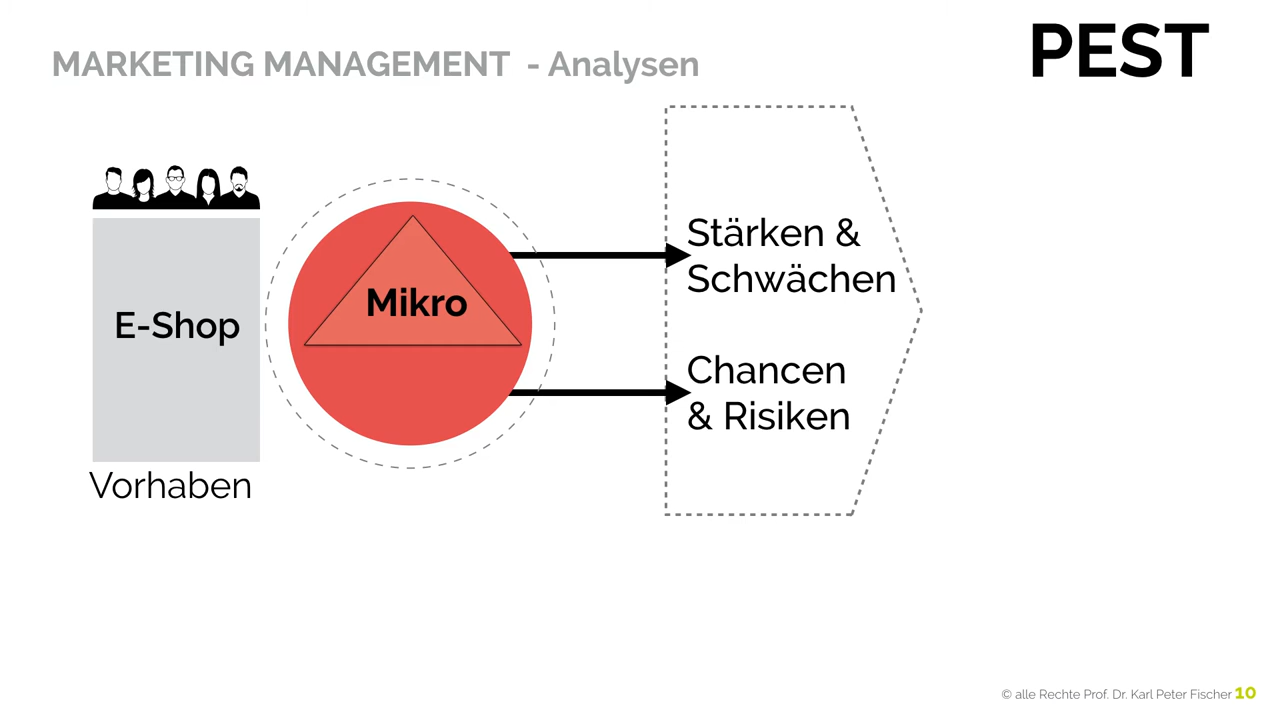 MARKETING MANAGEMENT - Analysen
PEST
E-Shop
Vorhaben
Mikro
Stärken &
Schwächen
Chancen
& Risiken
© alle Rechte Prof. Dr. Karl Peter Fischer 10